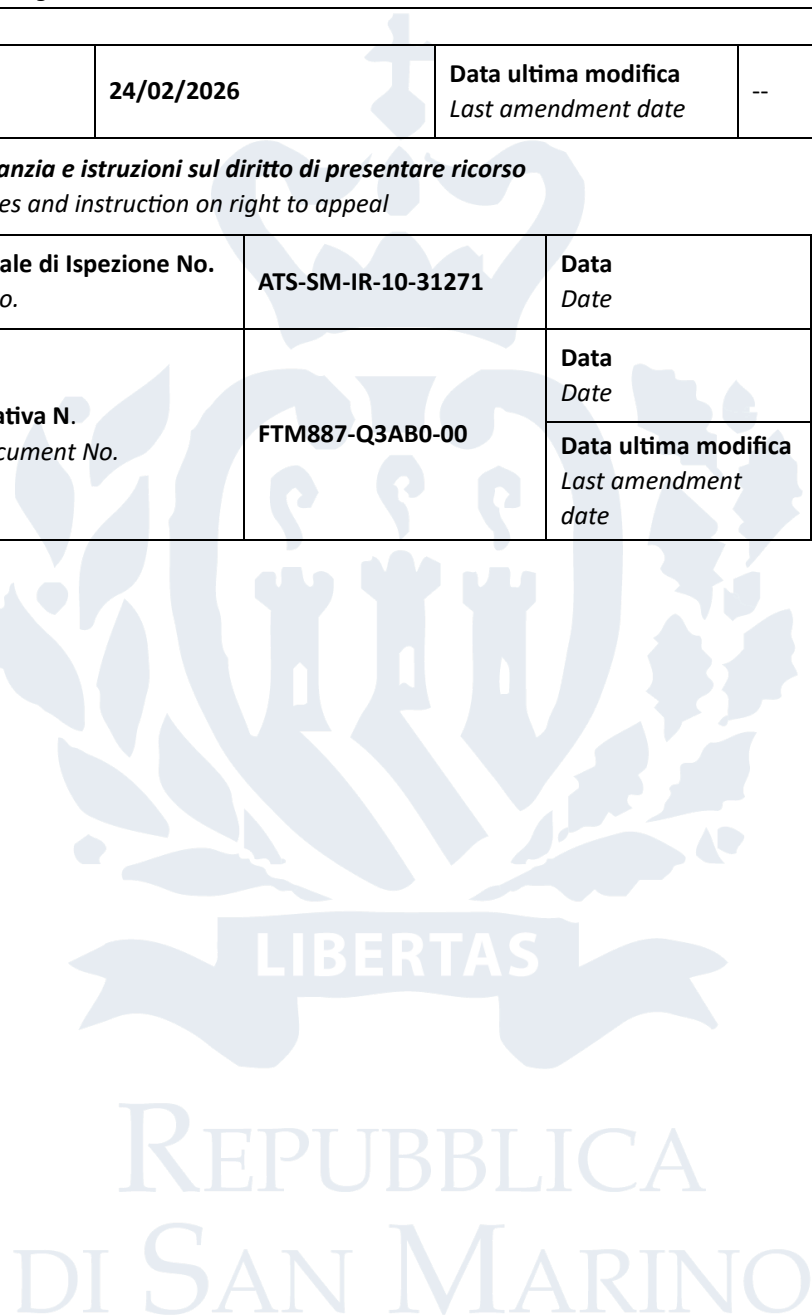 24/02/2026
Data ultima modifica
Last amendment date
--
anzia e istruzioni sul diritto di presentare ricorso
es and instruction on right to appeal
ale di Ispezione No.
o.
ATS-SM-IR-10-31271
Data
Date
ativa N.
cument No.
FTM887-Q3AB0-00
Data
Date
Data ultima modifica
Last amendment
date
LIBERTAS
REPUBBLICA
DI SAN MARINO